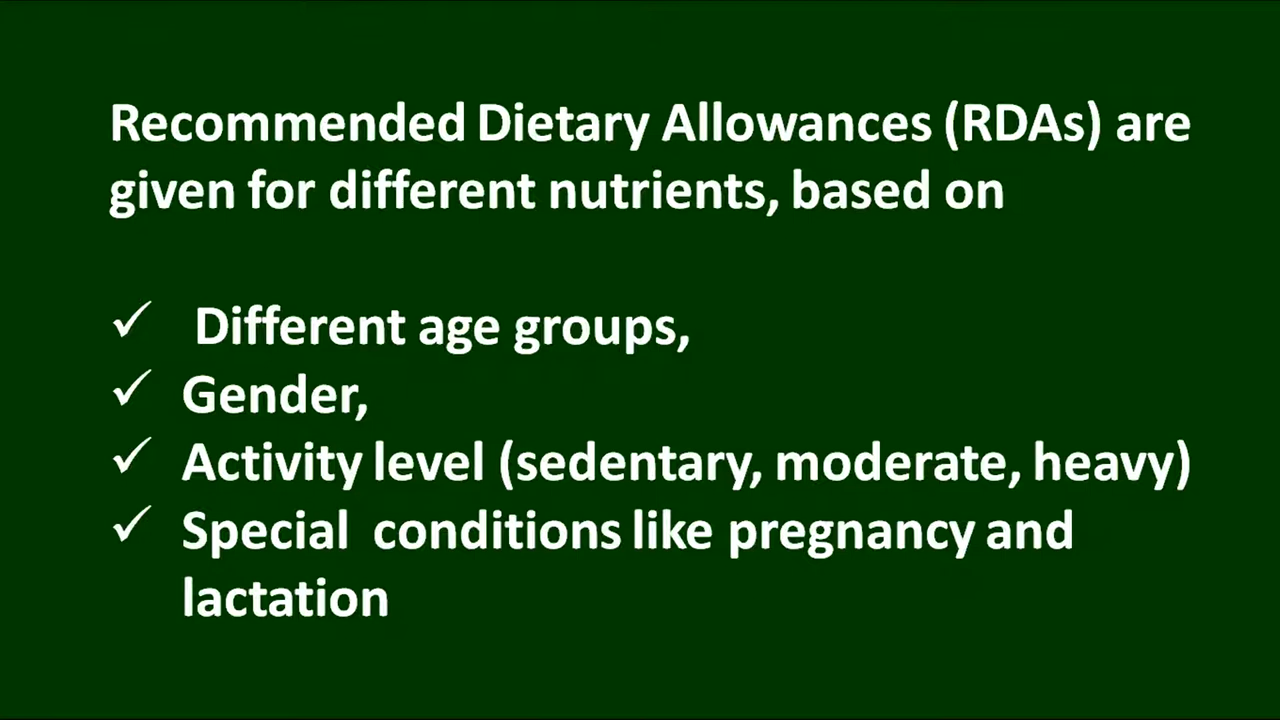 Recommended Dietary Allowances (RDAs) are
given for different nutrients, based on
✓ Different age groups,
✓ Gender,
✓ Activity level (sedentary, moderate, heavy)
✓ Special conditions like pregnancy and
lactation